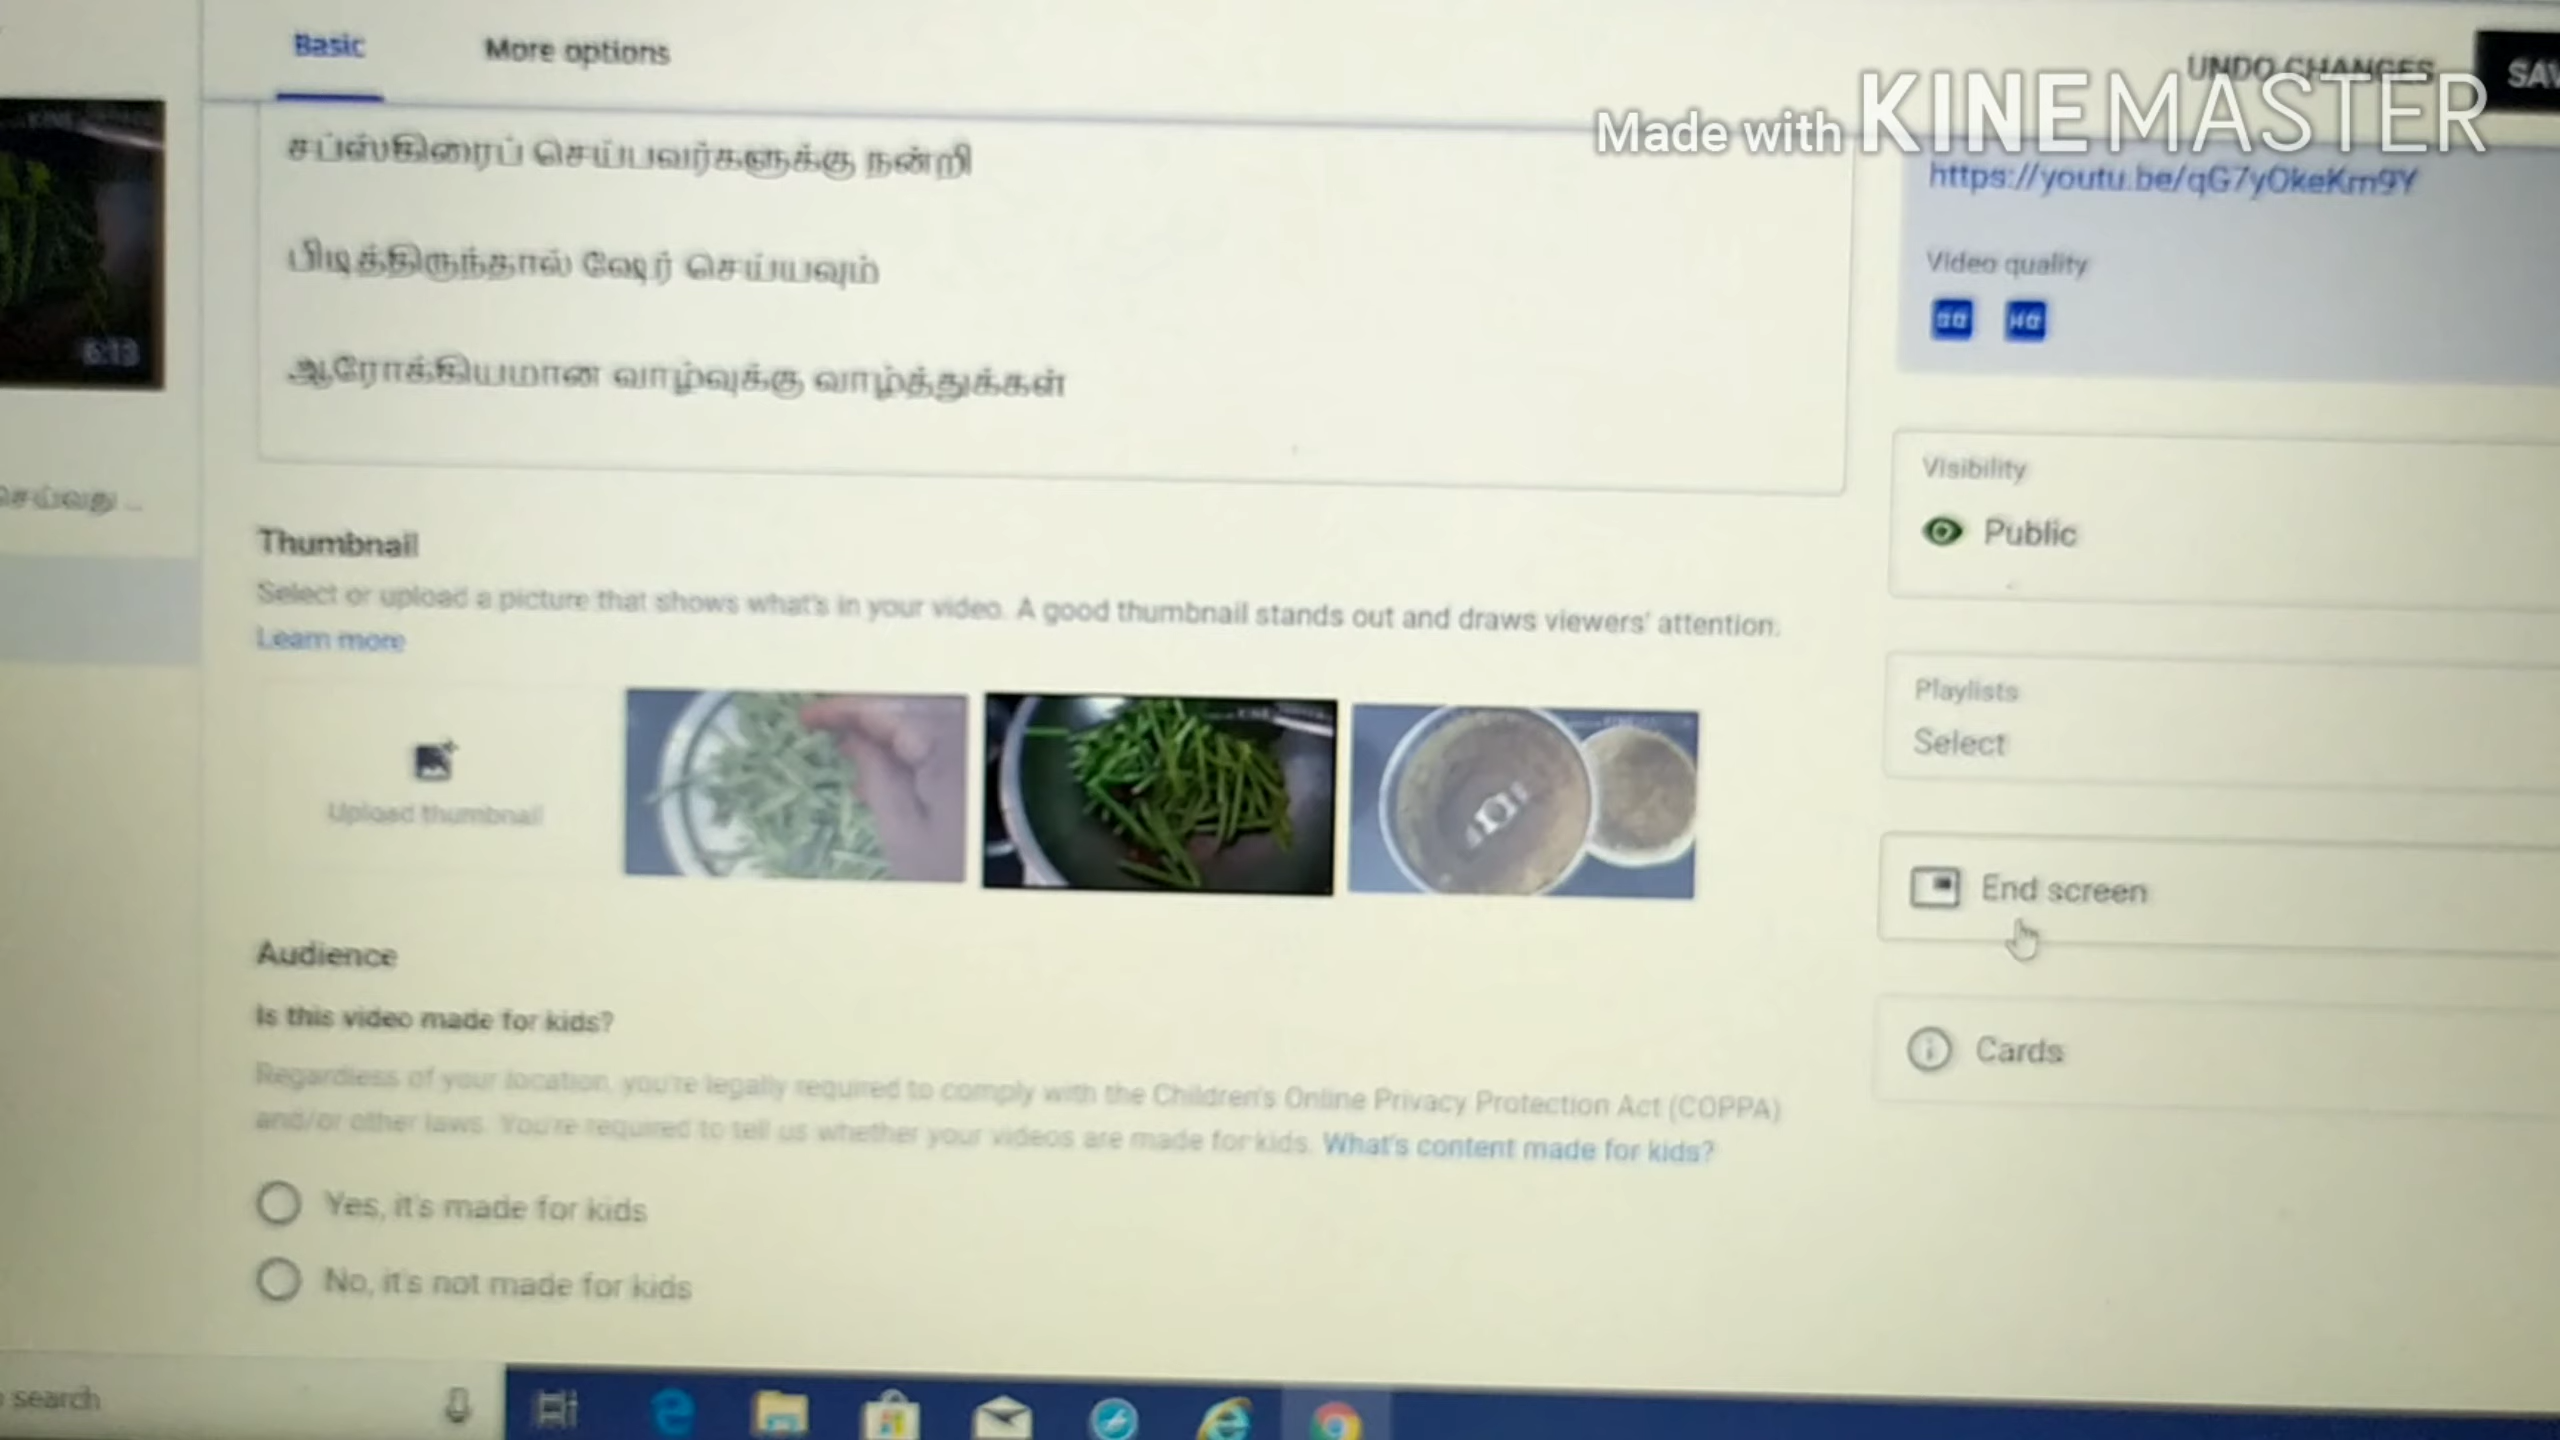 Basic
More options
UNDO CHANGES
Made with KINEMASTER
சப்ஸ்கிரைப் செய்பவர்களுக்கு நன்றி
https://youtu.be/qG7yOkeKm9Y
பிடித்திருந்தால் ஷேர் செய்யவும்
Video quality
SD HD
ஆரோக்கியமான வாழ்வுக்கு வாழ்த்துக்கள்
6:13
Visibility
Public
செய்வது ...
Thumbnail
Select or upload a picture that shows what's in your video. A good thumbnail stands out and draws viewers' attention.
Learn more
Playlists
Select
Upload thumbnail
End screen
Audience
Is this video made for kids?
Cards
Regardless of your location, you're legally required to comply with the Children's Online Privacy Protection Act (COPPA)
and/or other laws. You're required to tell us whether your videos are made for kids. What's content made for kids?
Yes, it's made for kids
No, it's not made for kids
search